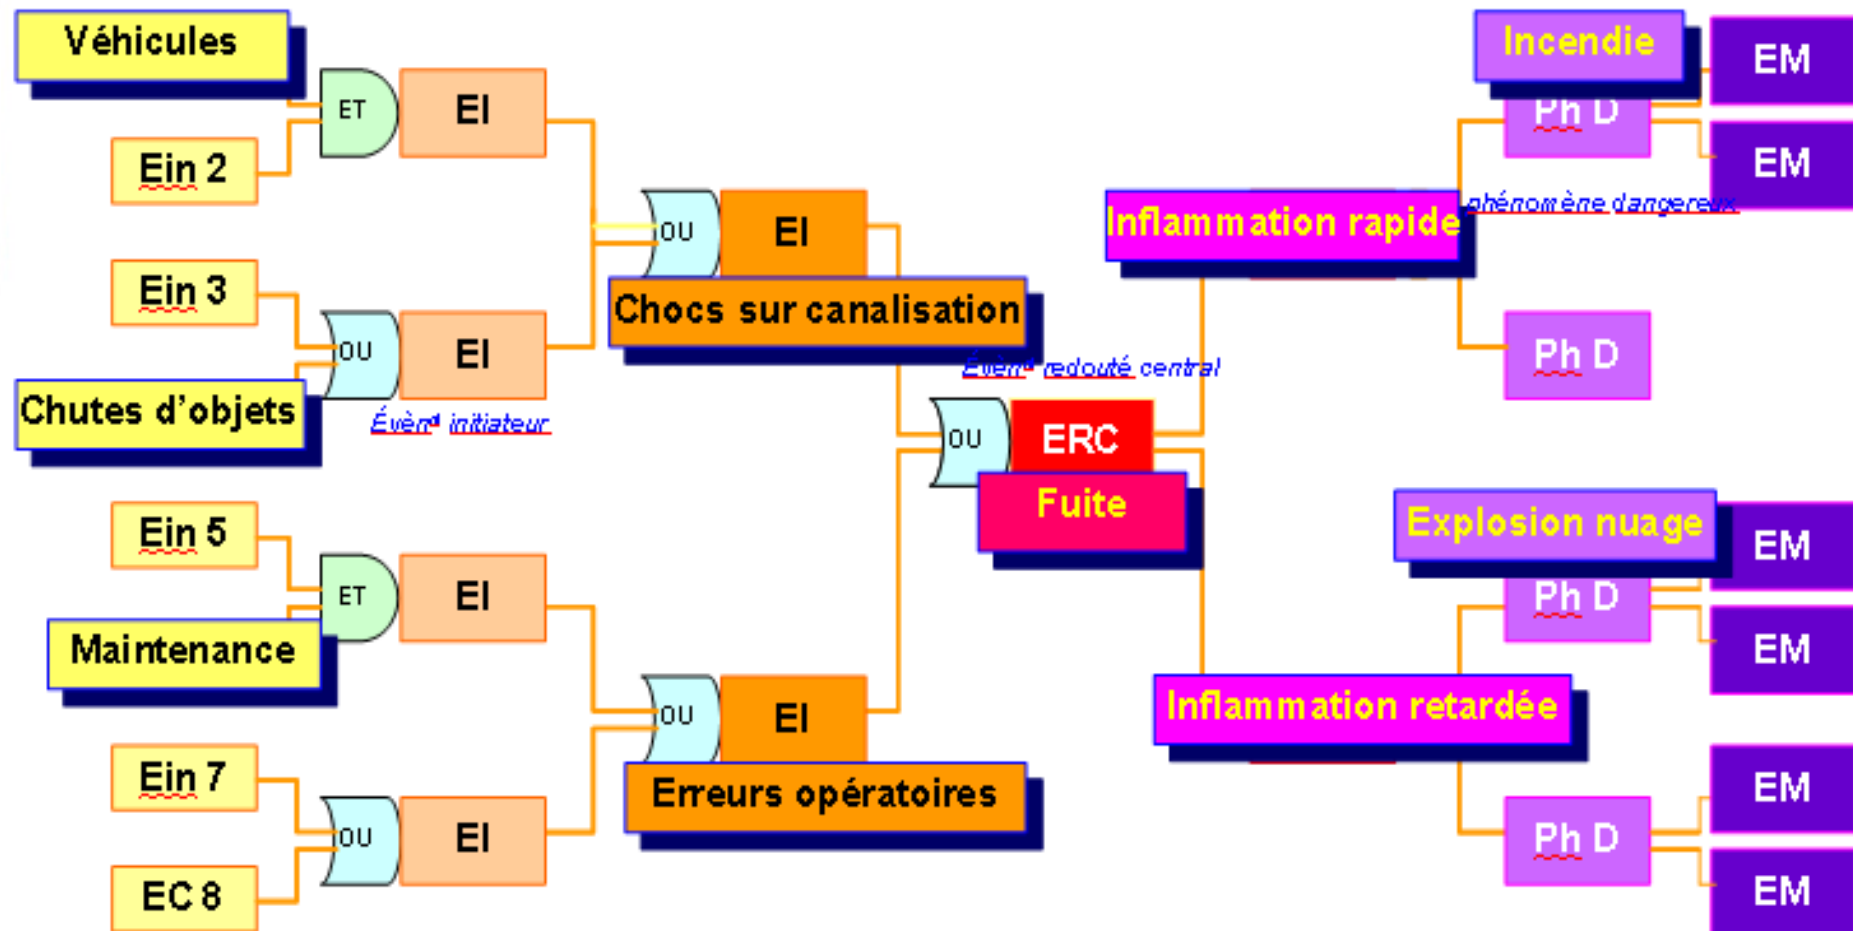 Véhicules
ET
EI
Ein 2
Ein 3
OU
EI
Chutes d'objets
Évèn^t initiateur
OU
EI
Chocs sur canalisation
Ein 5
ET
EI
Maintenance
Ein 7
OU
EI
EC 8
OU
EI
Erreurs opératoires
Évèn^t redouté central
OU
ERC
Fuite
Inflammation rapide
phénomène dangereux
Incendie
Ph D
EM
EM
Ph D
Inflammation retardée
Explosion nuage
Ph D
EM
EM
Ph D
EM
EM